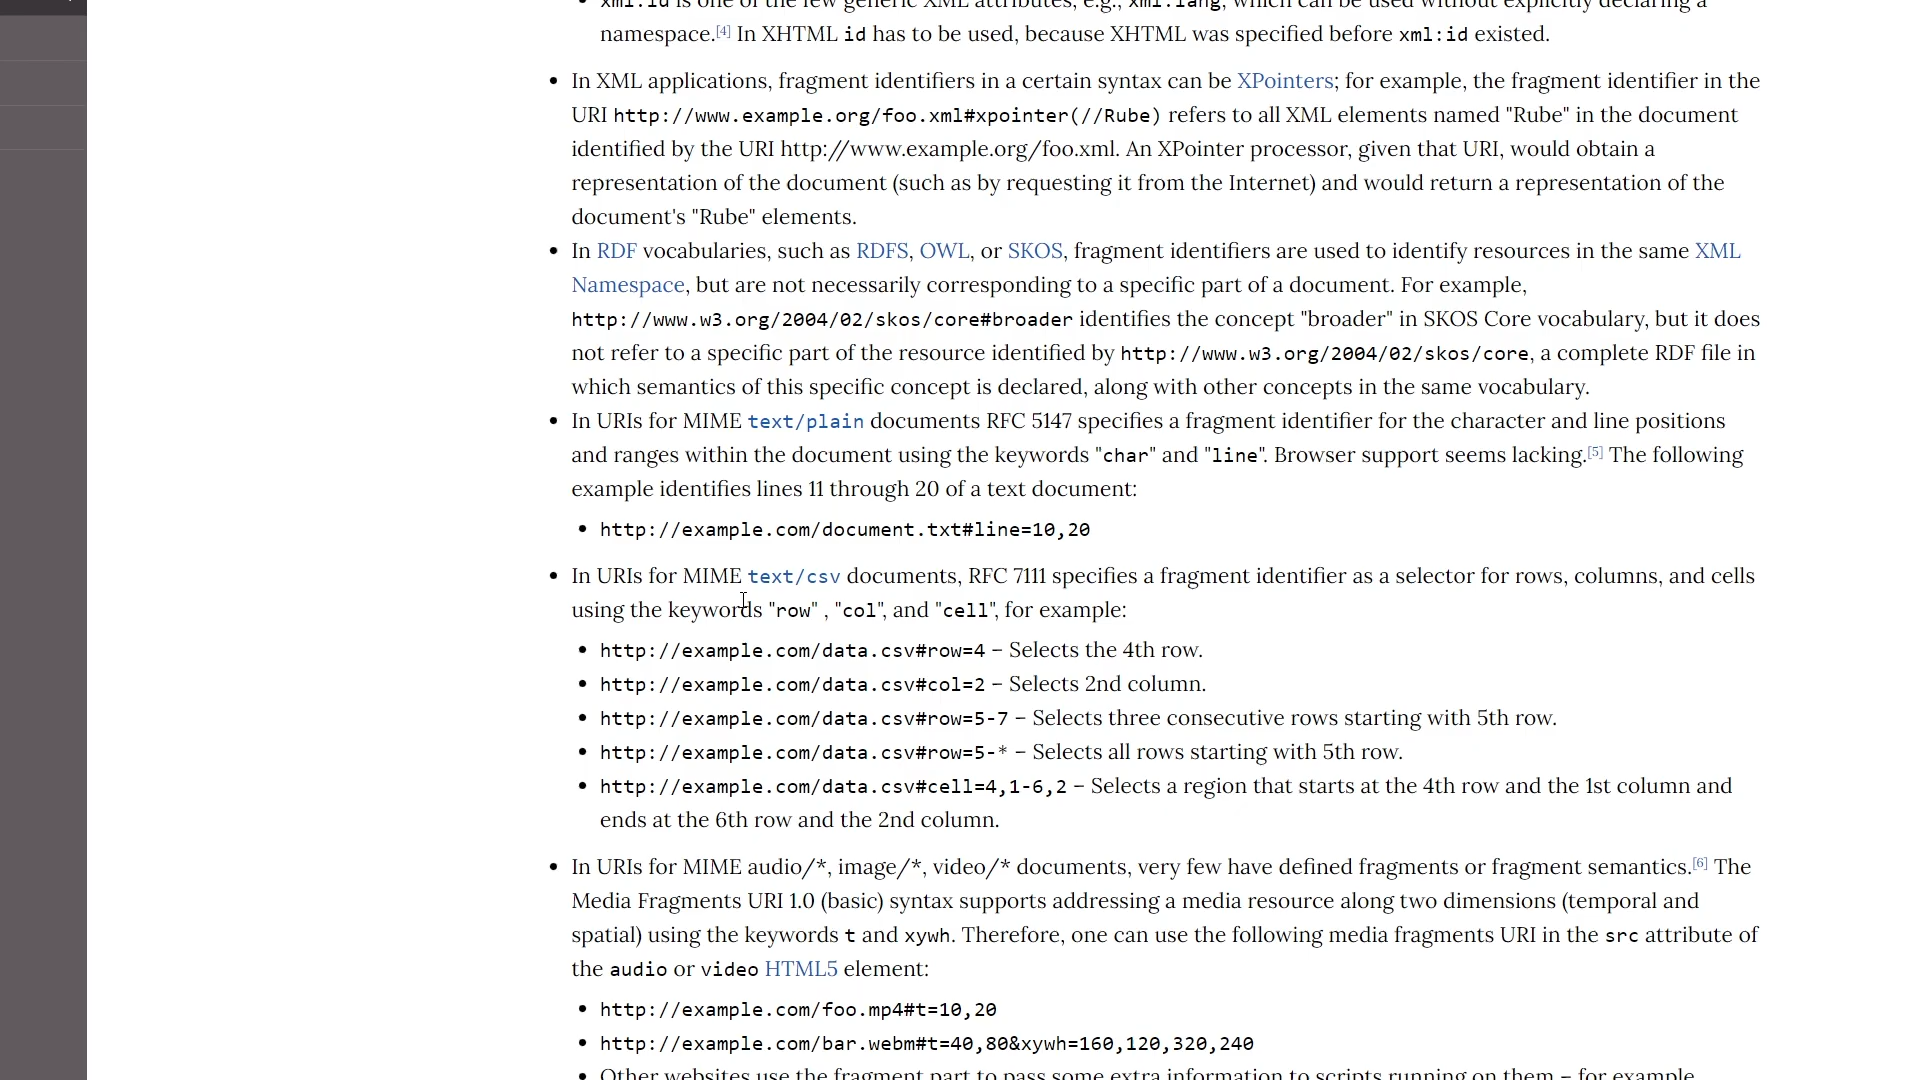 xml:id is one of the few generic XML attributes, e.g., xml:lang, which can be used without explicitly declaring a
namespace.[4] In XHTML id has to be used, because XHTML was specified before xml:id existed.
In XML applications, fragment identifiers in a certain syntax can be XPointers; for example, the fragment identifier in the
URI http://www.example.org/foo.xml#xpointer(//Rube) refers to all XML elements named "Rube" in the document
identified by the URI http://www.example.org/foo.xml. An XPointer processor, given that URI, would obtain a
representation of the document (such as by requesting it from the Internet) and would return a representation of the
document's "Rube" elements.
In RDF vocabularies, such as RDFS, OWL, or SKOS, fragment identifiers are used to identify resources in the same XML
Namespace, but are not necessarily corresponding to a specific part of a document. For example,
http://www.w3.org/2004/02/skos/core#broader identifies the concept "broader" in SKOS Core vocabulary, but it does
not refer to a specific part of the resource identified by http://www.w3.org/2004/02/skos/core, a complete RDF file in
which semantics of this specific concept is declared, along with other concepts in the same vocabulary.
In URIs for MIME text/plain documents RFC 5147 specifies a fragment identifier for the character and line positions
and ranges within the document using the keywords "char" and "line". Browser support seems lacking.[5] The following
example identifies lines 11 through 20 of a text document:
http://example.com/document.txt#line=10,20
In URIs for MIME text/csv documents, RFC 7111 specifies a fragment identifier as a selector for rows, columns, and cells
using the keywords "row" , "col", and "cell", for example:
http://example.com/data.csv#row=4 – Selects the 4th row.
http://example.com/data.csv#col=2 – Selects 2nd column.
http://example.com/data.csv#row=5-7 – Selects three consecutive rows starting with 5th row.
http://example.com/data.csv#row=5-* – Selects all rows starting with 5th row.
http://example.com/data.csv#cell=4,1-6,2 – Selects a region that starts at the 4th row and the 1st column and
ends at the 6th row and the 2nd column.
In URIs for MIME audio/*, image/*, video/* documents, very few have defined fragments or fragment semantics.[6] The
Media Fragments URI 1.0 (basic) syntax supports addressing a media resource along two dimensions (temporal and
spatial) using the keywords t and xywh. Therefore, one can use the following media fragments URI in the src attribute of
the audio or video HTML5 element:
http://example.com/foo.mp4#t=10,20
http://example.com/bar.webm#t=40,80&xywh=160,120,320,240
Other websites use the fragment part to pass some extra information to scripts running on them – for example,